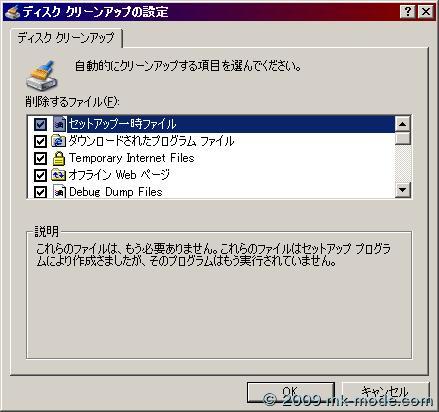 ディスク クリーンアップの設定
ディスク クリーンアップ
自動的にクリーンアップする項目を選んでください。
削除するファイル(F):
セットアップ一時ファイル
ダウンロードされたプログラム ファイル
Temporary Internet Files
オフライン Web ページ
Debug Dump Files
説明
これらのファイルは、もう必要ありません。これらのファイルはセットアップ プログラ
ムにより作成さましたが、そのプログラムはもう実行されていません。
OK
キャンセル
© 2009 mk-mode.com